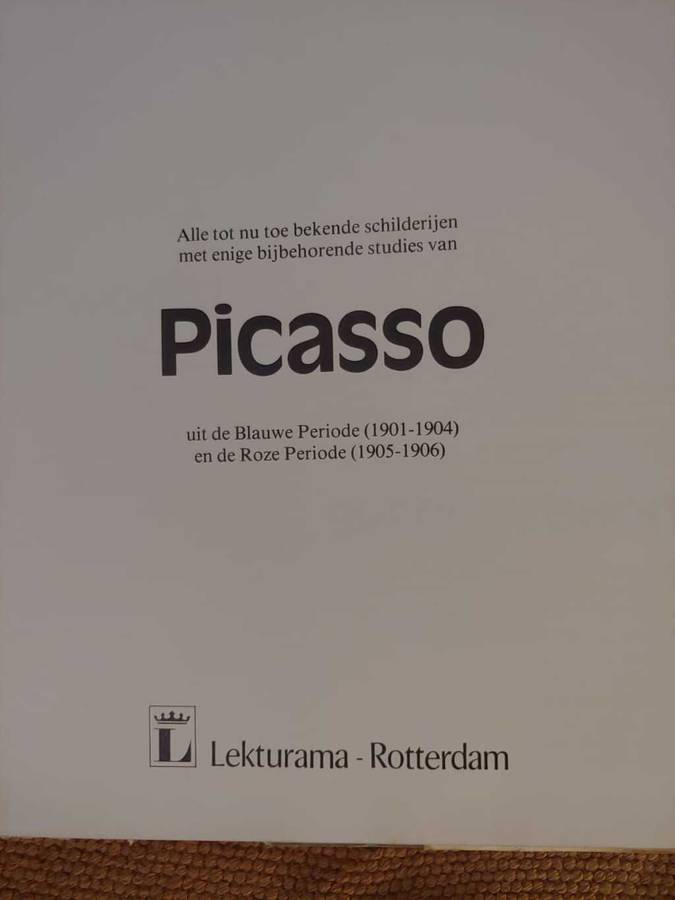 Alle tot nu toe bekende schilderijen
met enige bijbehorende studies van
Picasso
uit de Blauwe Periode (1901-1904)
en de Roze Periode (1905-1906)
L Lekturama - Rotterdam